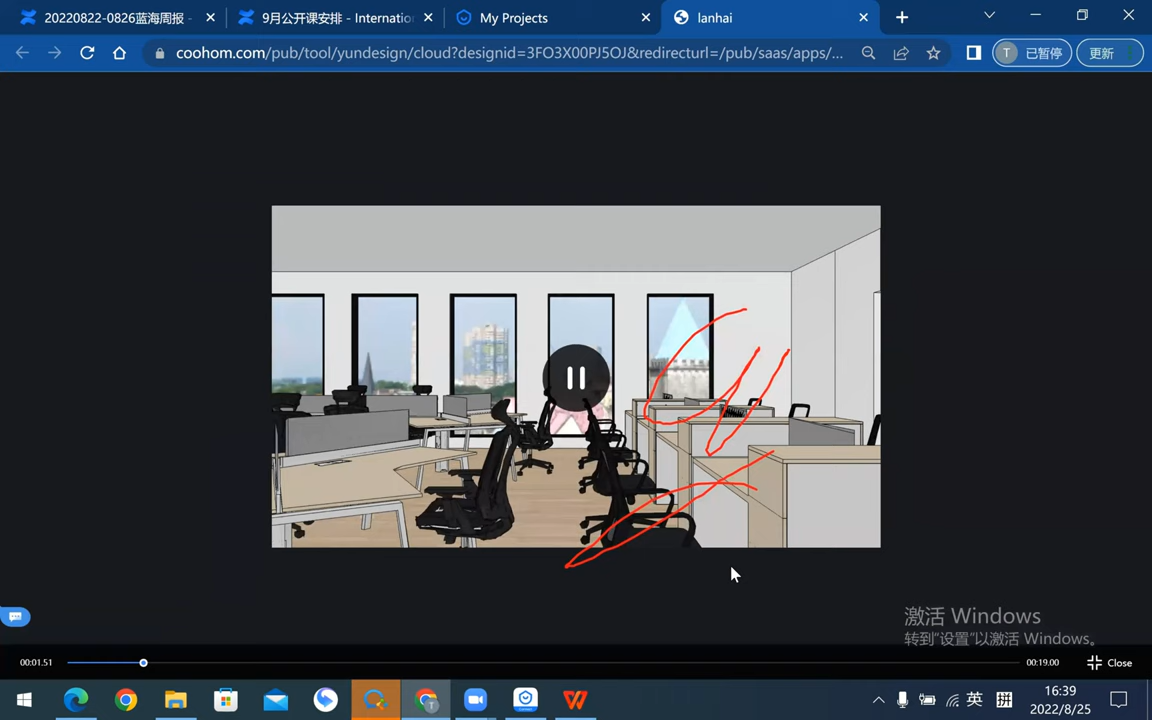 20220822-0826蓝海周报 -
9月公开课安排 - Internatio
My Projects
lanhai
coohom.com/pub/tool/yundesign/cloud?designid=3FO3X00PJ5OJ&redirecturl=/pub/saas/apps/...
T 已暂停
更新
激活 Windows
转到"设置"以激活 Windows。
00:01.51
00:19.00
Close
T
英
拼
16:39
2022/8/25